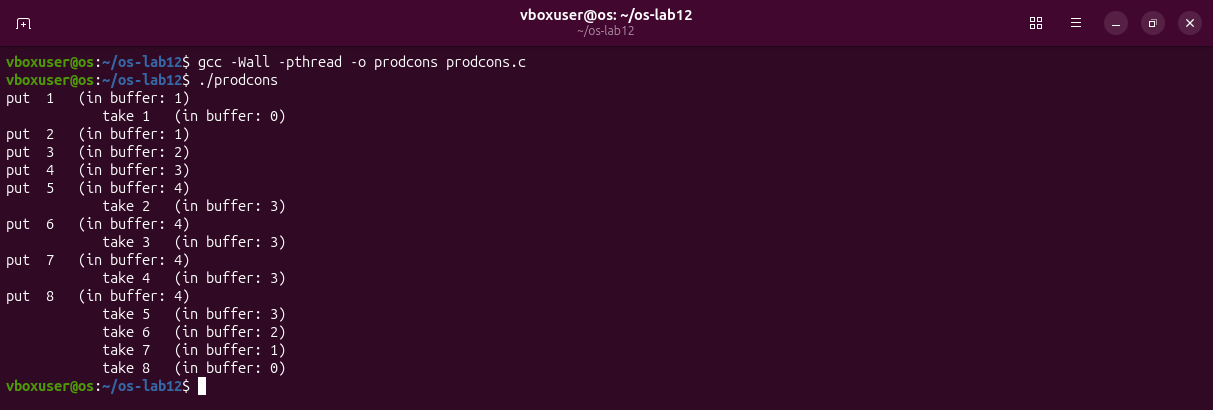 vboxuser@os: ~/os-lab12
~/os-lab12
vboxuser@os:~/os-lab12$ gcc -Wall -pthread -o prodcons prodcons.c
vboxuser@os:~/os-lab12$ ./prodcons
put  1   (in buffer: 1)
            take 1   (in buffer: 0)
put  2   (in buffer: 1)
put  3   (in buffer: 2)
put  4   (in buffer: 3)
put  5   (in buffer: 4)
            take 2   (in buffer: 3)
put  6   (in buffer: 4)
            take 3   (in buffer: 3)
put  7   (in buffer: 4)
            take 4   (in buffer: 3)
put  8   (in buffer: 4)
            take 5   (in buffer: 3)
            take 6   (in buffer: 2)
            take 7   (in buffer: 1)
            take 8   (in buffer: 0)
vboxuser@os:~/os-lab12$